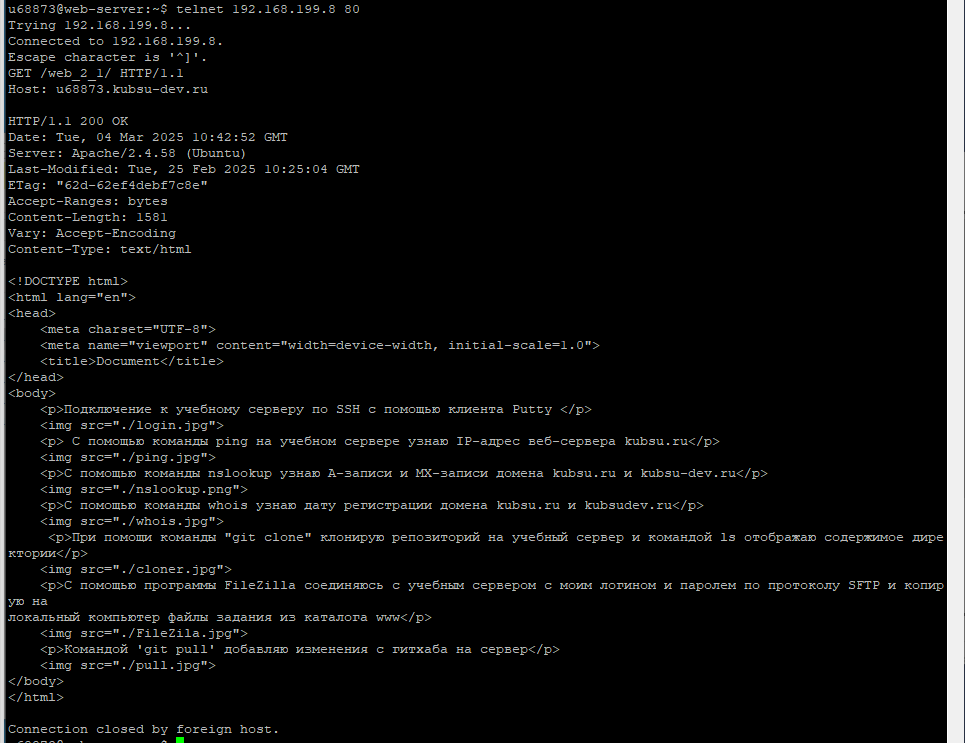 u68873@web-server:~$ telnet 192.168.199.8 80
Trying 192.168.199.8...
Connected to 192.168.199.8.
Escape character is '^]'.
GET /web_2_1/ HTTP/1.1
Host: u68873.kubsu-dev.ru

HTTP/1.1 200 OK
Date: Tue, 04 Mar 2025 10:42:52 GMT
Server: Apache/2.4.58 (Ubuntu)
Last-Modified: Tue, 25 Feb 2025 10:25:04 GMT
ETag: "62d-62ef4debf7c8e"
Accept-Ranges: bytes
Content-Length: 1581
Vary: Accept-Encoding
Content-Type: text/html

<!DOCTYPE html>
<html lang="en">
<head>
    <meta charset="UTF-8">
    <meta name="viewport" content="width=device-width, initial-scale=1.0">
    <title>Document</title>
</head>
<body>
    <p>Подключение к учебному серверу по SSH с помощью клиента Putty </p>
    <img src="./login.jpg">
    <p> С помощью команды ping на учебном сервере узнаю IP-адрес веб-сервера kubsu.ru</p>
    <img src="./ping.jpg">
    <p>С помощью команды nslookup узнаю А-записи и MX-записи домена kubsu.ru и kubsu-dev.ru</p>
    <img src="./nslookup.png">
    <p>С помощью команды whois узнаю дату регистрации домена kubsu.ru и kubsudev.ru</p>
    <img src="./whois.jpg">
     <p>При помощи команды "git clone" клонирую репозиторий на учебный сервер и командой ls отображаю содержимое дире
ктории</p>
    <img src="./cloner.jpg">
    <p>С помощью программы FileZilla соединяюсь с учебным сервером с моим логином и паролем по протоколу SFTP и копир
ую на
локальный компьютер файлы задания из каталога www</p>
    <img src="./FileZila.jpg">
    <p>Командой 'git pull' добавляю изменения с гитхаба на сервер</p>
    <img src="./pull.jpg">
</body>
</html>

Connection closed by foreign host.